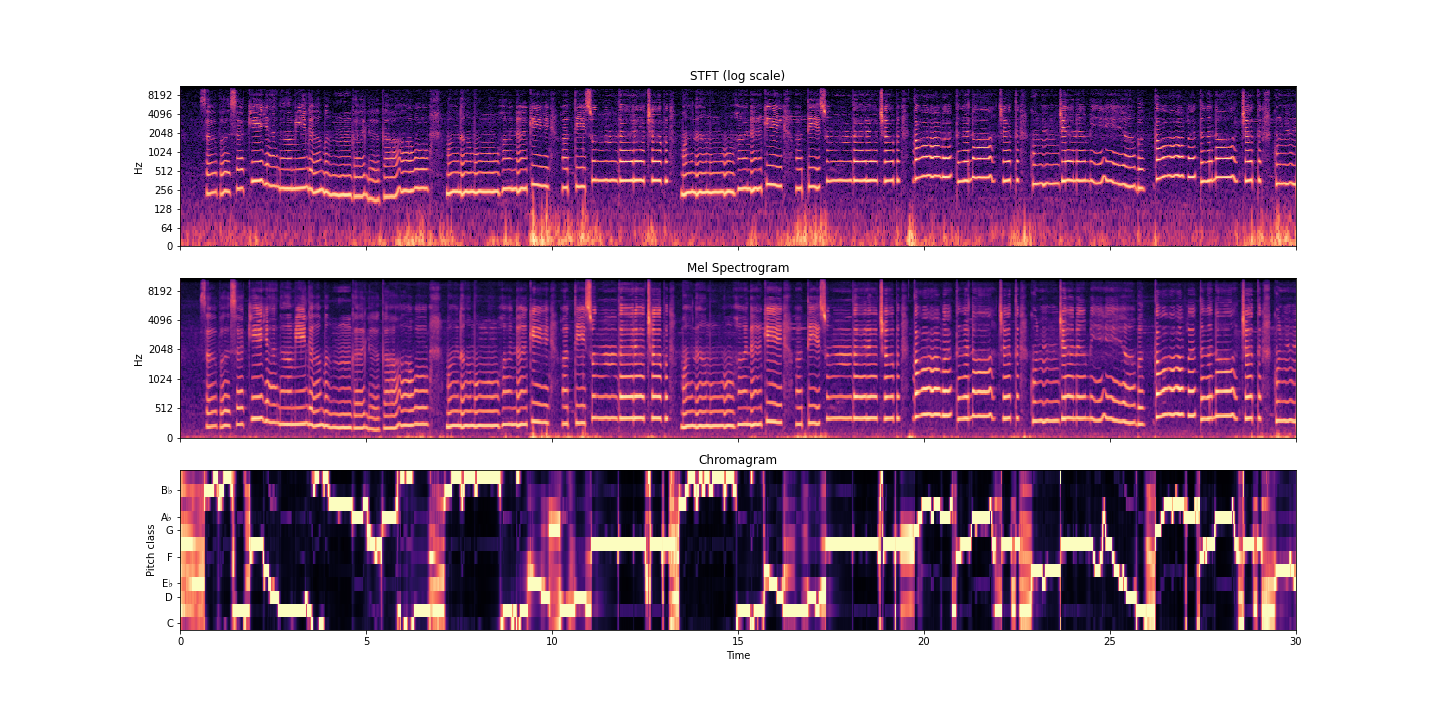 STFT (log scale)
8192
4096
2048
1024
512
256
128
64
0
Hz
Mel Spectrogram
8192
4096
2048
1024
512
0
Hz
Chromagram
B♭
A♭
G
F
E♭
D
C
Pitch class
0 5 10 15 20 25 30
Time